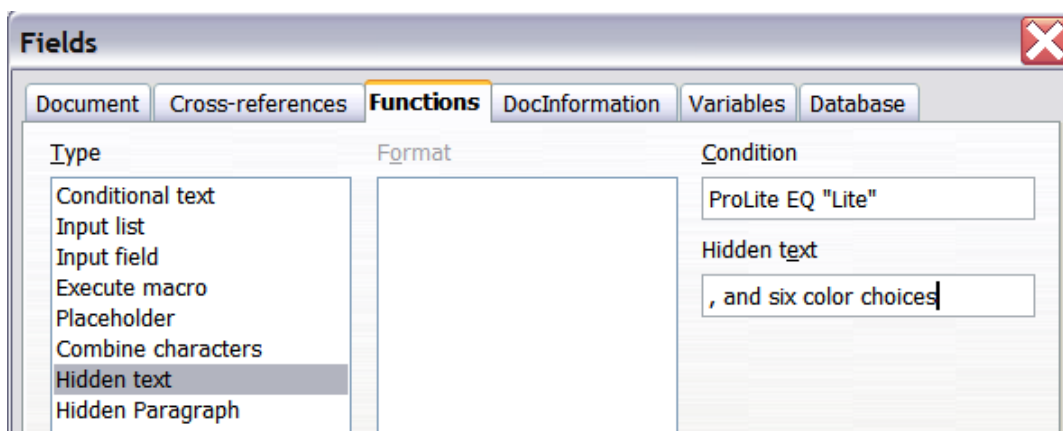 Fields
Document Cross-references Functions DocInformation Variables Database
Type Format Condition
Conditional text
Input list
Input field
Execute macro
Placeholder
Combine characters
Hidden text
Hidden Paragraph
ProLite EQ "Lite"
Hidden text
, and six color choices